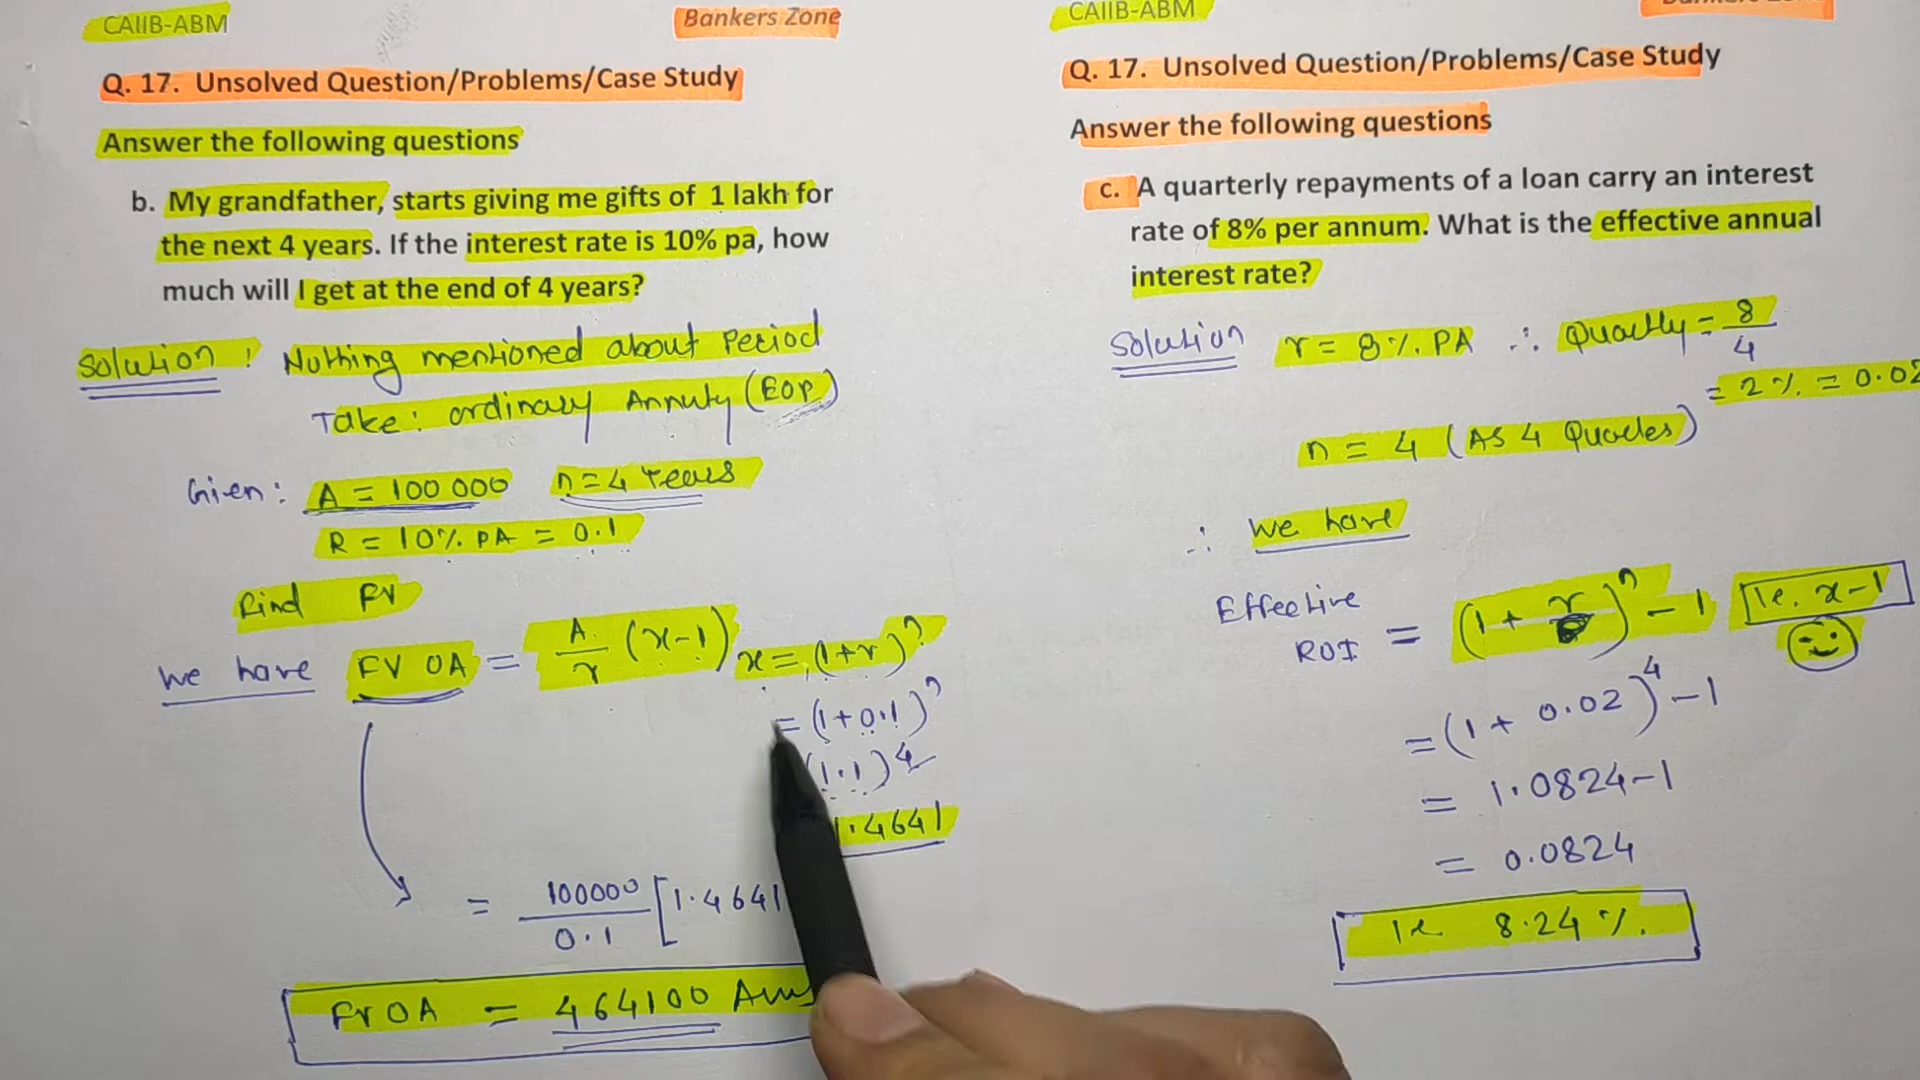 CAIIB-ABM
Bankers Zone
Q. 17. Unsolved Question/Problems/Case Study
Answer the following questions
b. My grandfather, starts giving me gifts of 1 lakh for
the next 4 years. If the interest rate is 10% pa, how
much will I get at the end of 4 years?
Solution : Nothing mentioned about Period
Take: ordinary Annuty (EOP)
Given: A = 100 000 n=4 Years
R = 10% PA = 0.1
Find FV
We have FV OA = A/r (x-1) x = (1+r)^n
= (1+0.1)^n
(1.1)^4
1.4641
= 100000/0.1 [1.4641
FV OA = 464100 Ans
CAIIB-ABM
Q. 17. Unsolved Question/Problems/Case Study
Answer the following questions
c. A quarterly repayments of a loan carry an interest
rate of 8% per annum. What is the effective annual
interest rate?
Solution r = 8% PA ∴ Quactly = 8/4
= 2% = 0.02
n = 4 (AS 4 Quactes)
∴ We have
Effective ROI = (1 + r)^n - 1 Ie. x-1
= (1 + 0.02)^4 - 1
= 1.0824-1
= 0.0824
Ie 8.24 %.